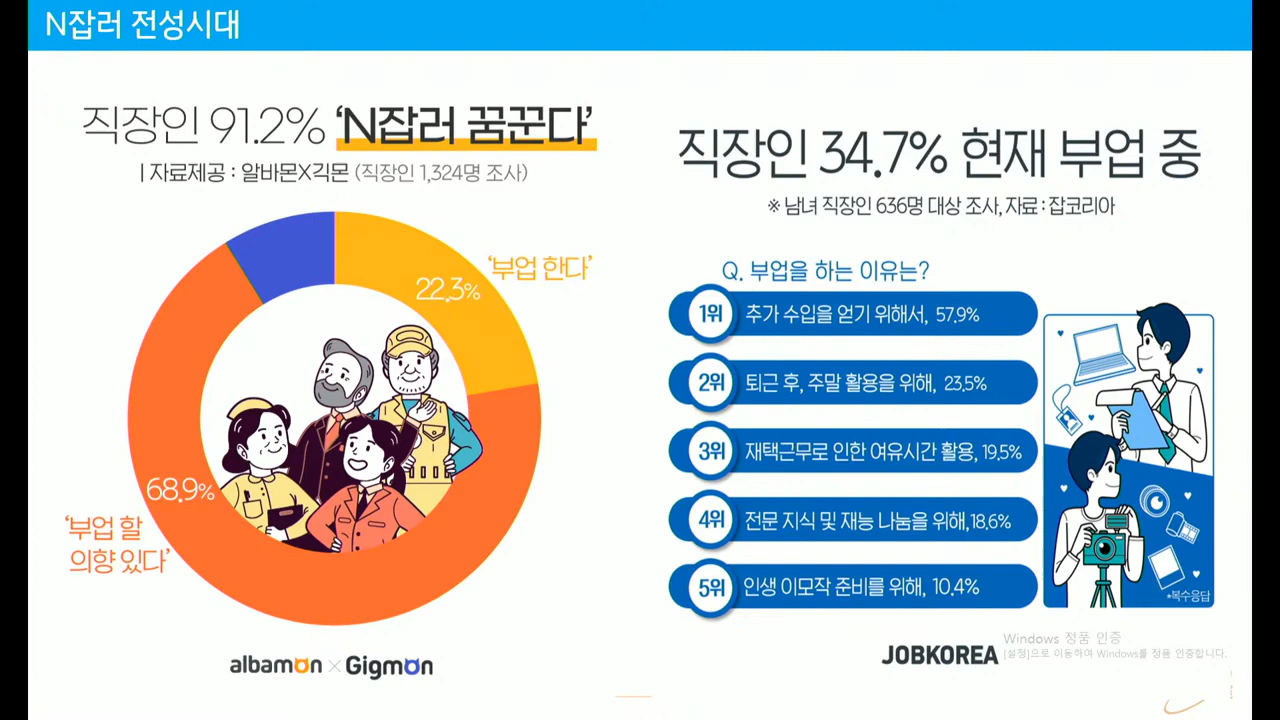 N잡러 전성시대
직장인 91.2% ‘N잡러 꿈꾼다’
| 자료제공 : 알바몬X긱몬 (직장인 1,324명 조사)
‘부업 한다’
22.3%
68.9%
‘부업 할
의향 있다’
albamon × Gigmon
직장인 34.7% 현재 부업 중
※ 남녀 직장인 636명 대상 조사, 자료 : 잡코리아
Q. 부업을 하는 이유는?
1위 추가 수입을 얻기 위해서, 57.9%
2위 퇴근 후, 주말 활용을 위해, 23.5%
3위 재택근무로 인한 여유시간 활용, 19.5%
4위 전문 지식 및 재능 나눔을 위해,18.6%
5위 인생 이모작 준비를 위해, 10.4%
*복수응답
JOBKOREA
Windows 정품 인증
[설정]으로 이동하여 Windows를 정품 인증합니다.